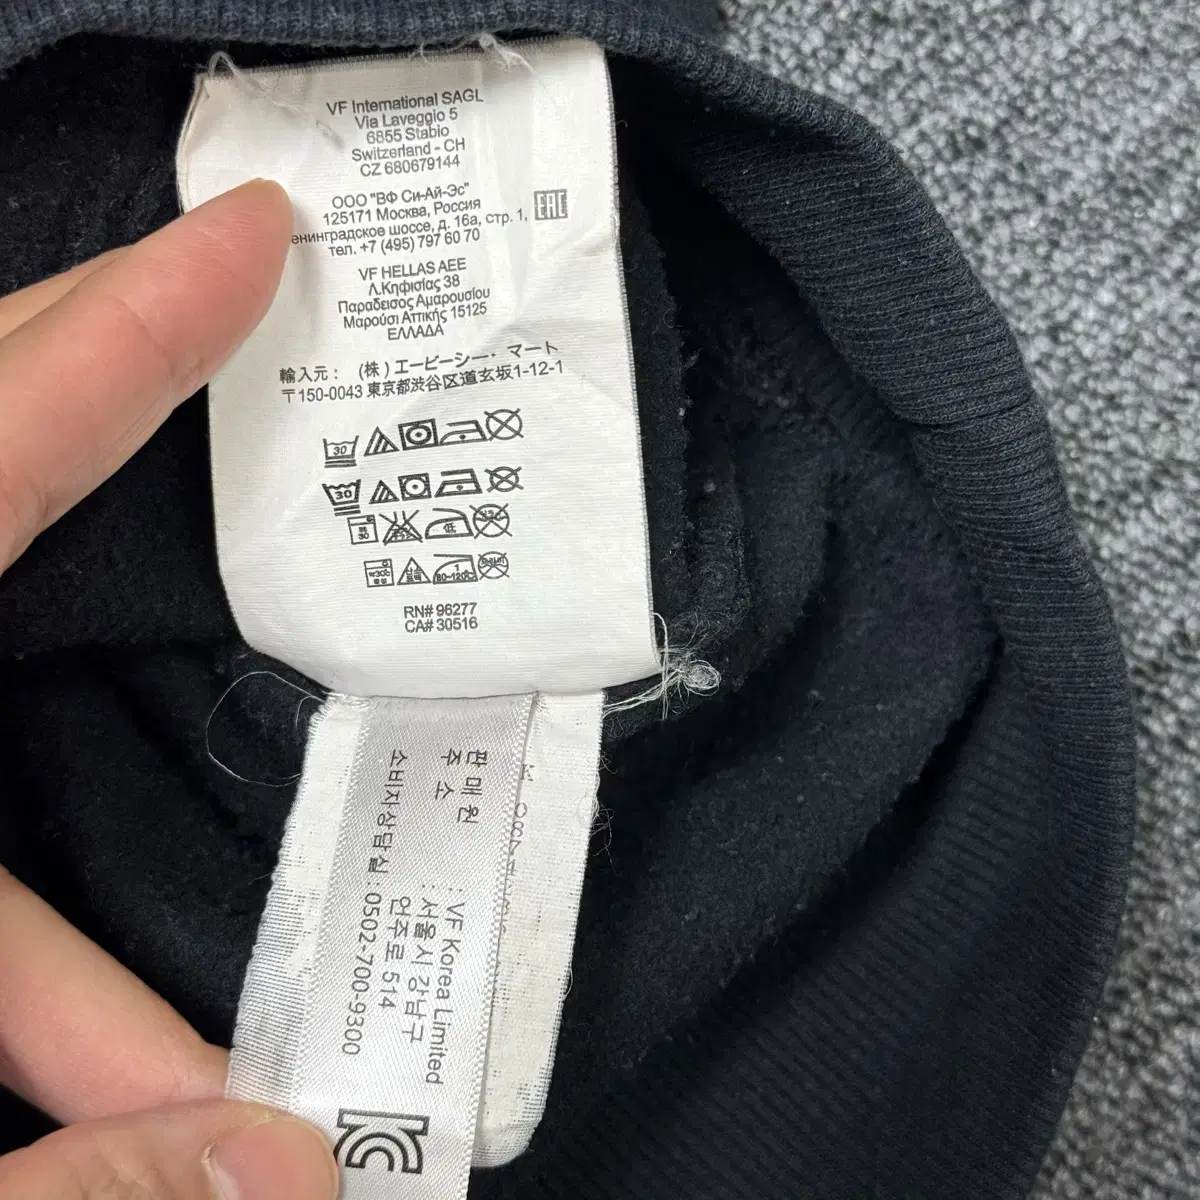 VF International SAGL
Via Laveggio 5
6855 Stabio
Switzerland - CH
CZ 680679144
ООО "ВФ Си-Ай-Эс"
125171 Москва, Россия
шоссе, д. 16а, стр. 1,
тел. +7 (495) 797 60 70
EAC
VF HELLAS AEE
Λ.Κηφισίας 38
Παραδεισος Αμαρουσίου
Μαρούσι Αττικής 15125
ΕΛΛΑΔΑ
輸入元: (株)エービーシー・マート
〒150-0043 東京都渋谷区道玄坂1-12-1
30
30
低
80~120℃
RN# 96277
CA# 30516
판매원 : VF Korea Limited
주소 : 서울시 강남구
언주로 514
소비자상담실 : 0502-700-9300